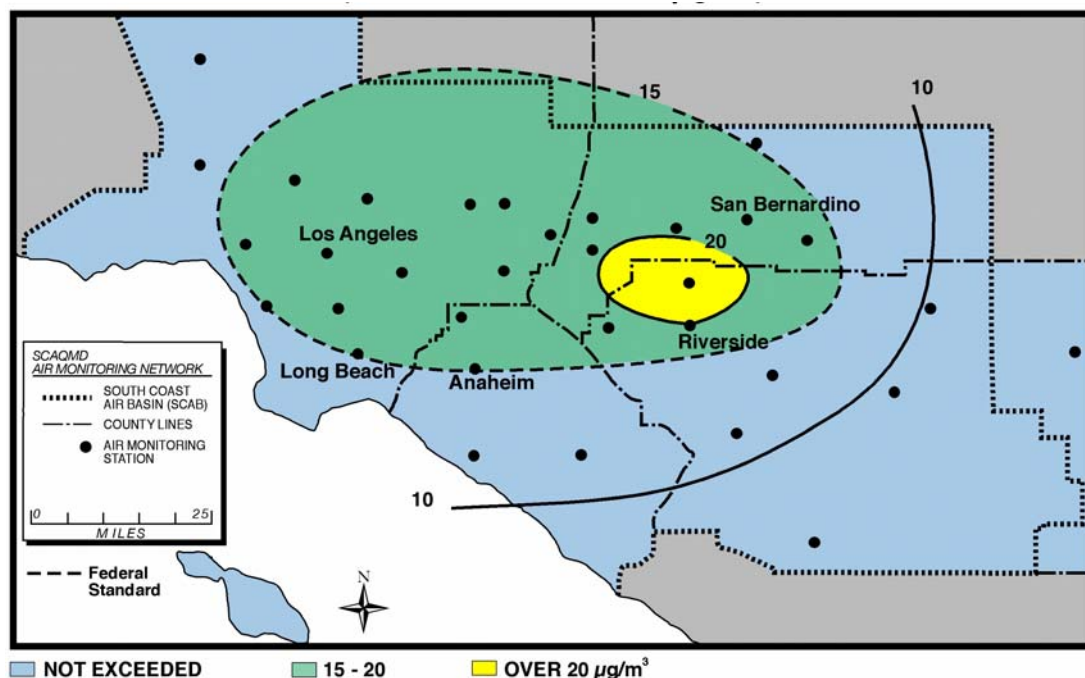 15
10
San Bernardino
Los Angeles
20
Riverside
Long Beach
Anaheim
10
SCAQMD
AIR MONITORING NETWORK
SOUTH COAST
AIR BASIN (SCAB)
COUNTY LINES
AIR MONITORING
STATION
0 25
MILES
Federal
Standard
N
NOT EXCEEDED
15 - 20
OVER 20 µg/m³